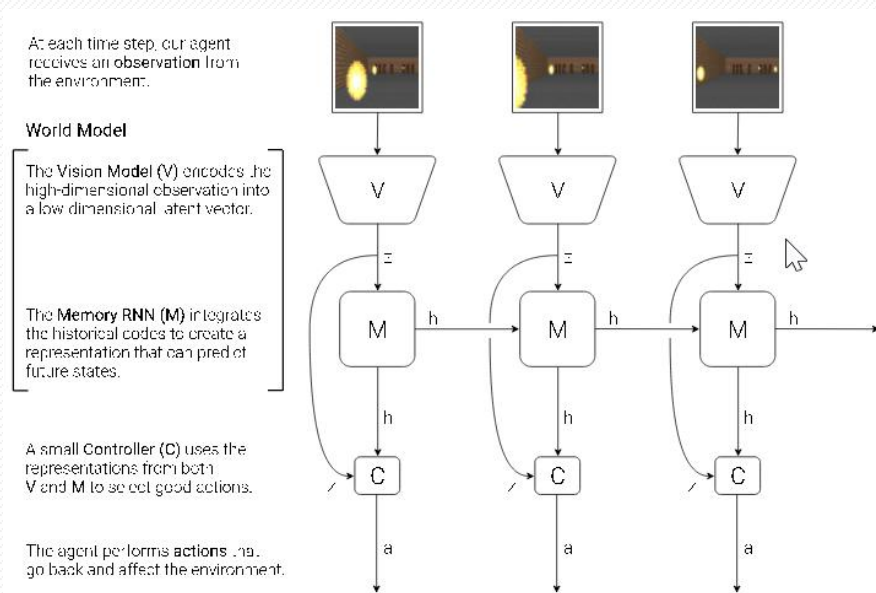 At each time step, our agent
receives an observation from
the environment.
World Model
The Vision Model (V) encodes the
high-dimensional observation into
a low dimensional latent vector.
The Memory RNN (M) integrates
the historical codes to create a
representation that can predict
future states.
A small Controller (C) uses the
representations from both
V and M to select good actions.
The agent performs actions that
go back and affect the environment.
V V V
M h M h M h
h h h
C C C
a a a